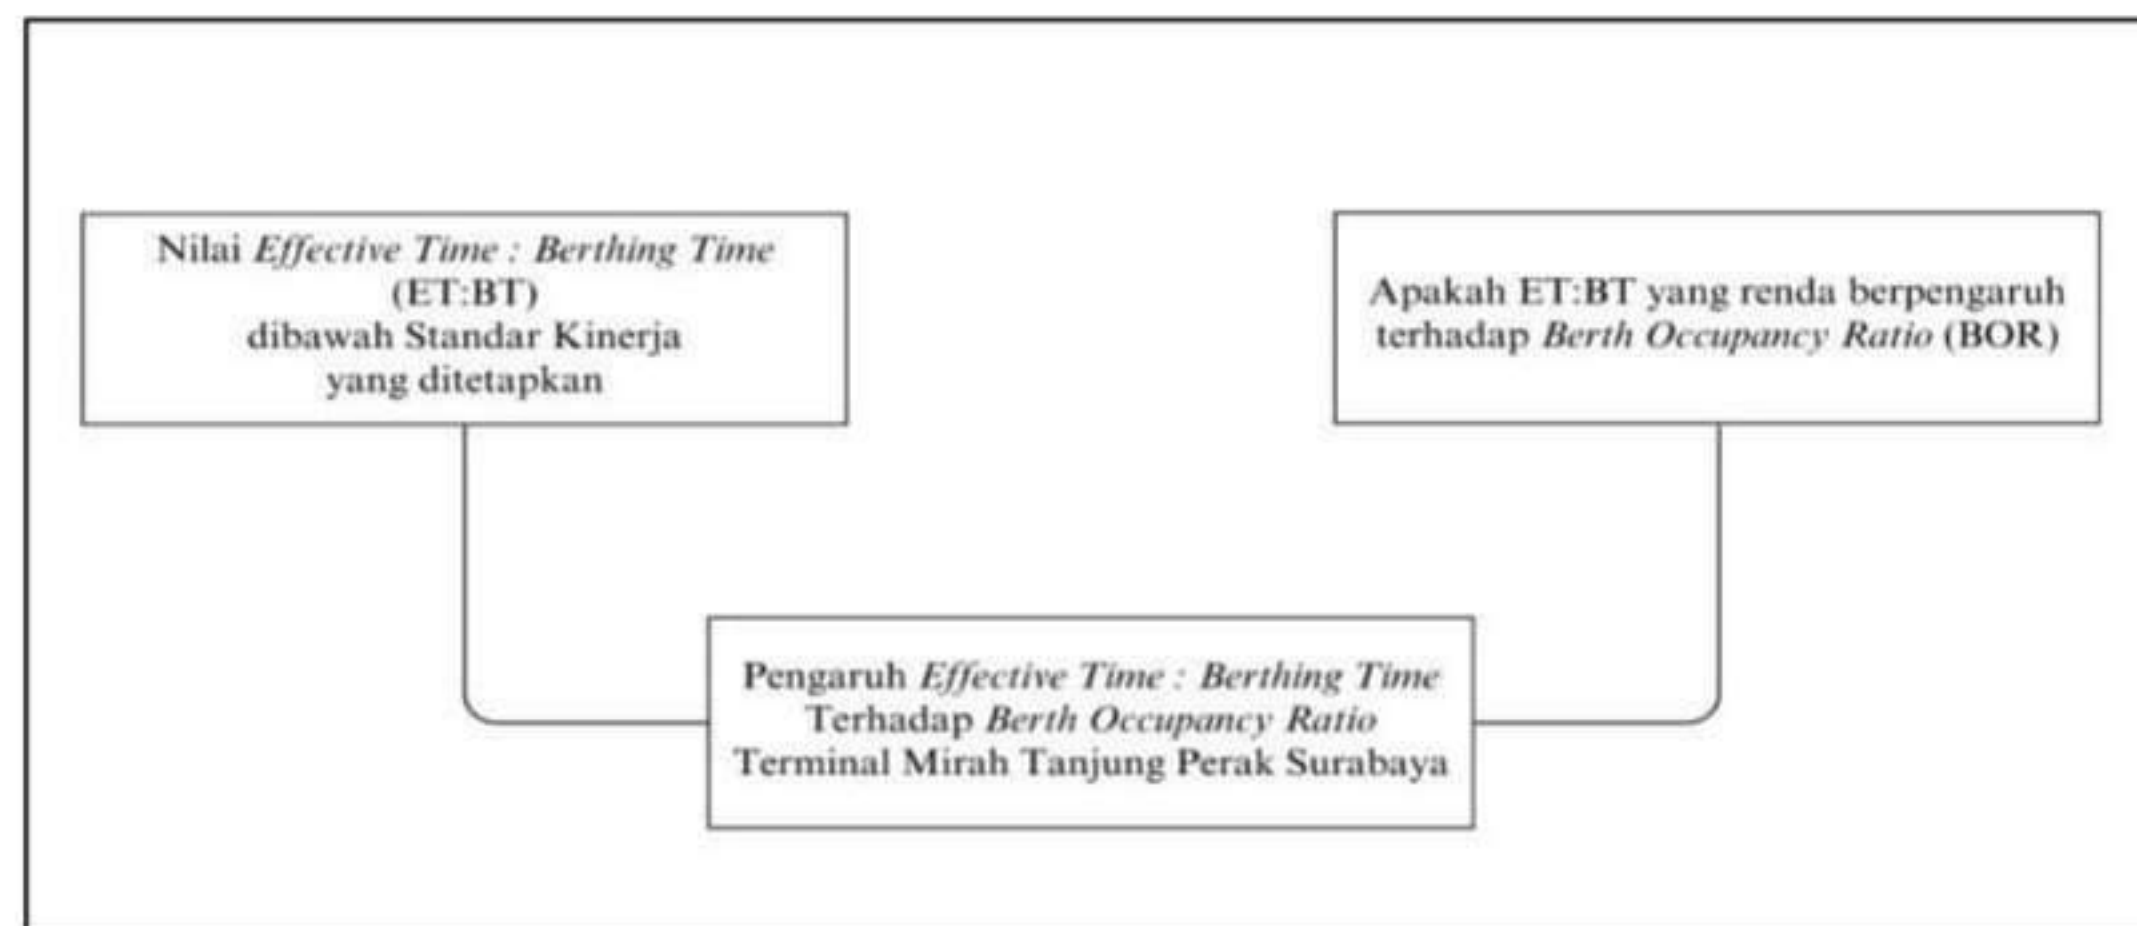 Nilai Effective Time : Berthing Time
(ET:BT)
dibawah Standar Kinerja
yang ditetapkan
Apakah ET:BT yang renda berpengaruh
terhadap Berth Occupancy Ratio (BOR)
Pengaruh Effective Time : Berthing Time
Terhadap Berth Occupancy Ratio
Terminal Mirah Tanjung Perak Surabaya